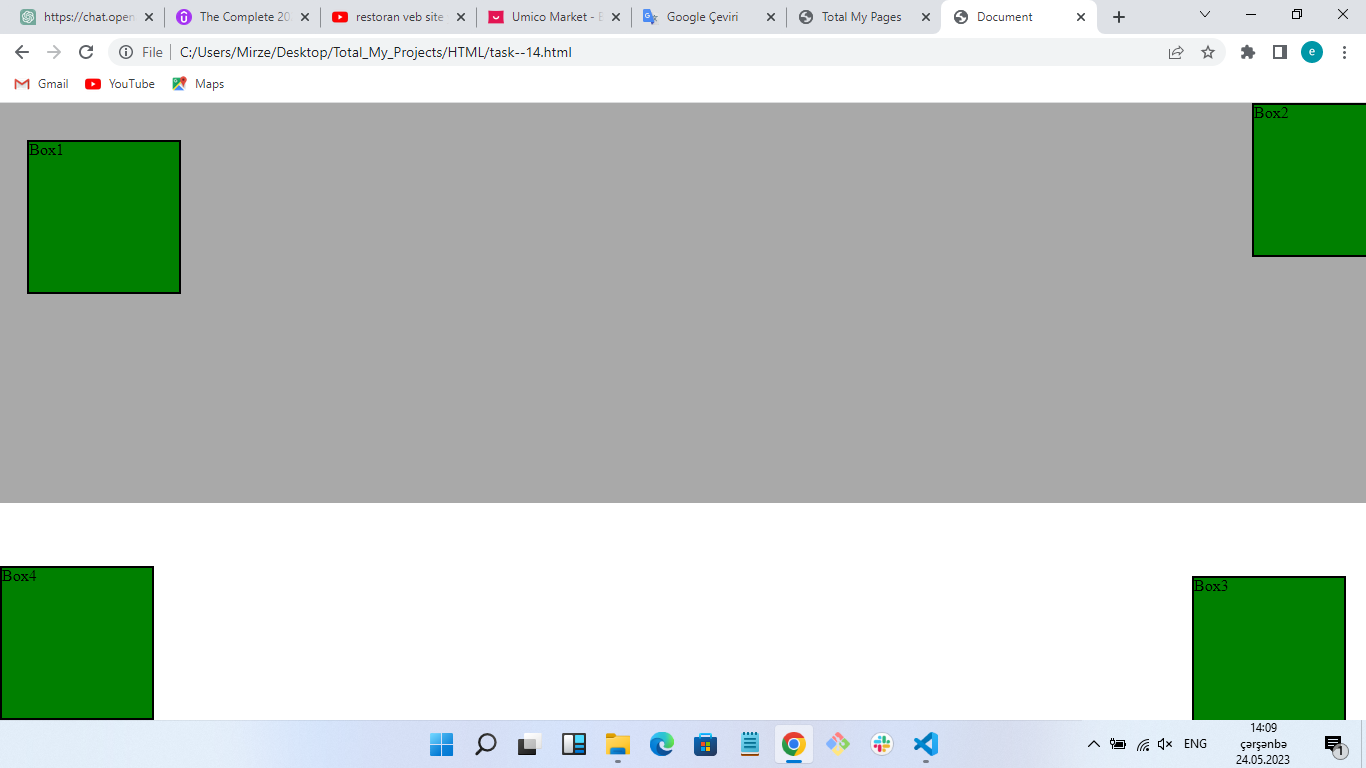 https://chat.open
The Complete 20
restoran veb site
Umico Market - E
Google Çeviri
Total My Pages
Document
File
C:/Users/Mirze/Desktop/Total_My_Projects/HTML/task--14.html
e
Gmail
YouTube
Maps
Box1
Box2
Box4
Box3
ENG
14:09
çərşənbə
24.05.2023
1